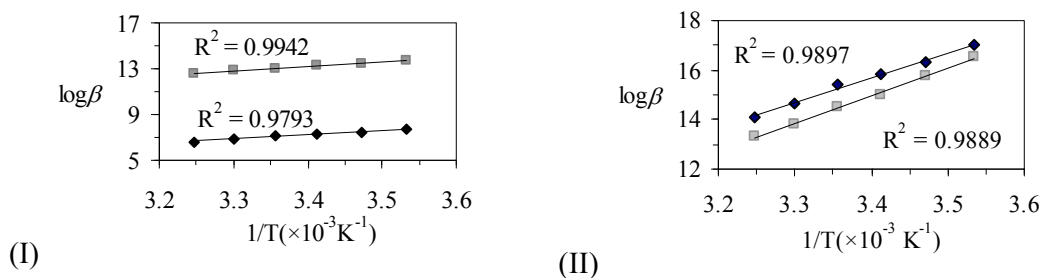 17
13
9
5
logβ
R² = 0.9942
R² = 0.9793
3.2 3.3 3.4 3.5 3.6
1/T(×10⁻³K⁻¹)
(I)
18
16
14
12
logβ
R² = 0.9897
R² = 0.9889
3.2 3.3 3.4 3.5 3.6
1/T(×10⁻³ K⁻¹)
(II)